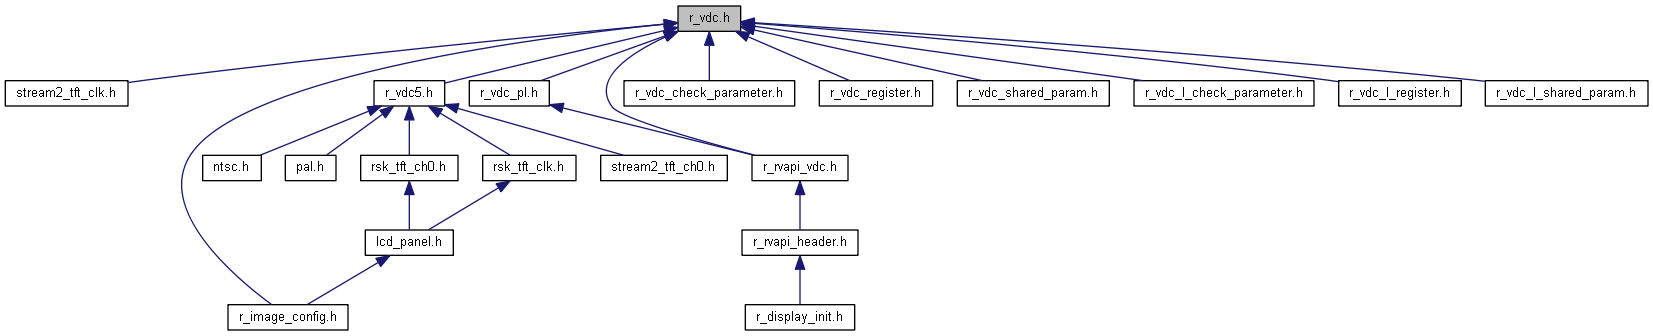 r_vdc.h
stream2_tft_clk.h
r_vdc5.h
r_vdc_pl.h
r_vdc_check_parameter.h
r_vdc_register.h
r_vdc_shared_param.h
r_vdc_l_check_parameter.h
r_vdc_l_register.h
r_vdc_l_shared_param.h
ntsc.h
pal.h
rsk_tft_ch0.h
rsk_tft_clk.h
stream2_tft_ch0.h
r_rvapi_vdc.h
lcd_panel.h
r_rvapi_header.h
r_image_config.h
r_display_init.h